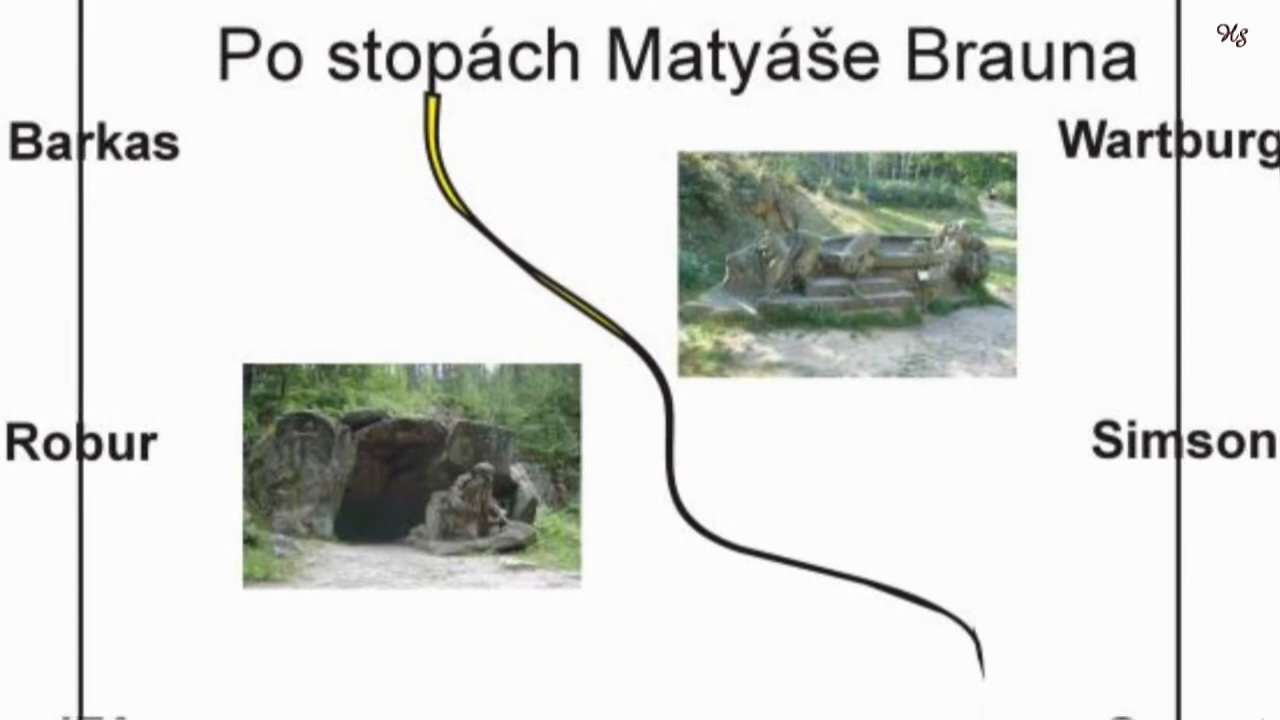 Po stopách Matyáše Brauna
Barkas
Wartburg
Robur
Simson